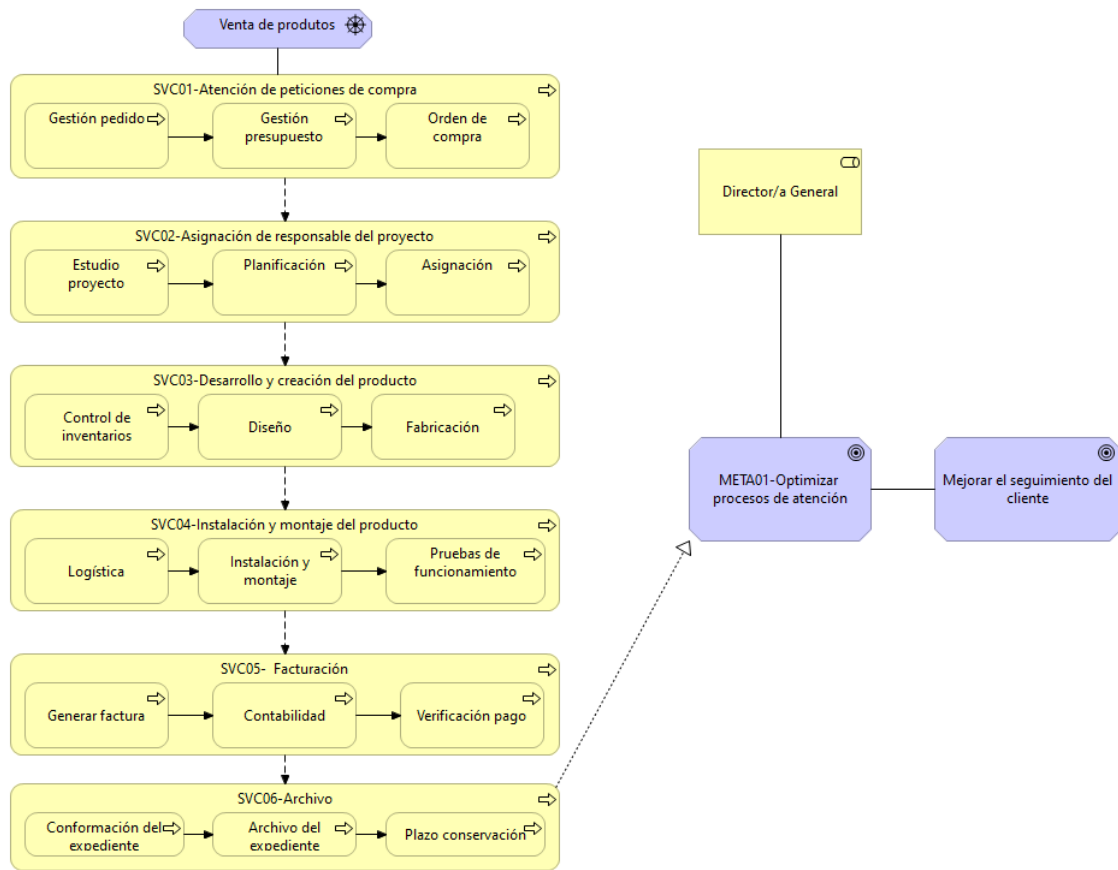 Venta de produtos
SVC01-Atención de peticiones de compra
Gestión pedido
Gestión
presupuesto
Orden de
compra
SVC02-Asignación de responsable del proyecto
Estudio
proyecto
Planificación
Asignación
SVC03-Desarrollo y creación del producto
Control de
inventarios
Diseño
Fabricación
SVC04-Instalación y montaje del producto
Logística
Instalación y
montaje
Pruebas de
funcionamiento
SVC05- Facturación
Generar factura
Contabilidad
Verificación pago
SVC06-Archivo
Conformación del
expediente
Archivo del
expediente
Plazo conservación
Director/a General
META01-Optimizar
procesos de atención
Mejorar el seguimiento del
cliente